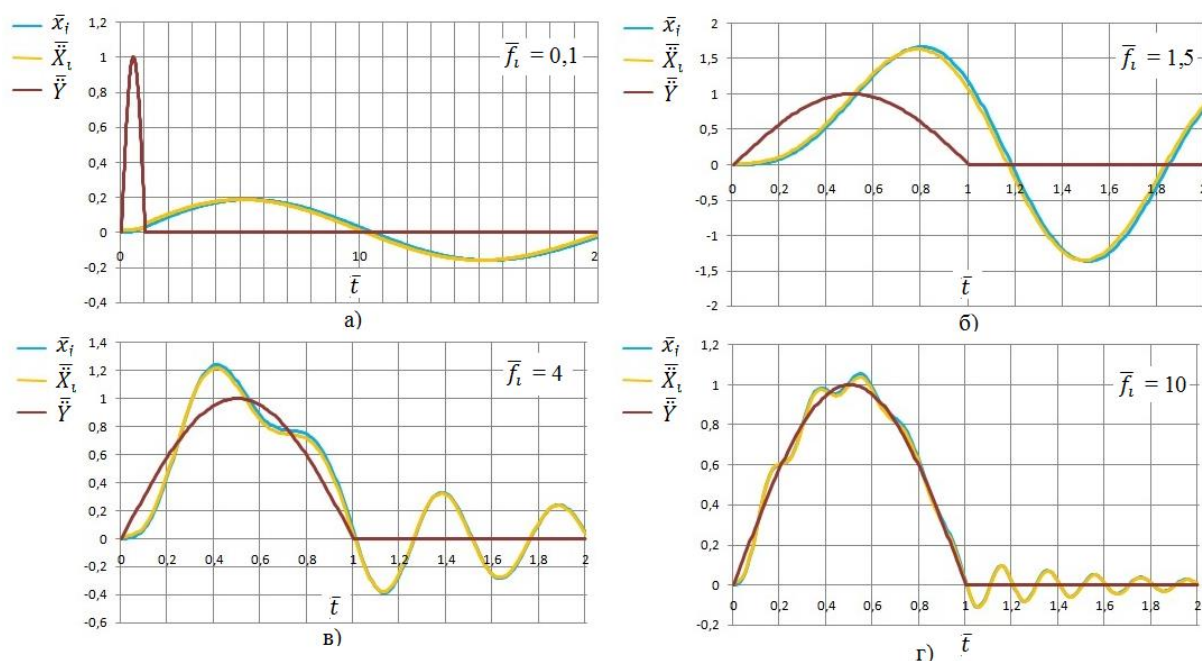 x̄ᵢ
Ẍ̄ᵢ
Ÿ̄
f̄ᵢ = 0,1
1,2
1
0,8
0,6
0,4
0,2
0
-0,2
-0,4
0 10 2
t̄
а)
x̄ᵢ
Ẍ̄ᵢ
Ÿ̄
f̄ᵢ = 1,5
2
1,5
1
0,5
0
-0,5
-1
-1,5
-2
0 0,2 0,4 0,6 0,8 1 1,2 1,4 1,6 1,8
t̄
б)
x̄ᵢ
Ẍ̄ᵢ
Ÿ̄
f̄ᵢ = 4
1,4
1,2
1
0,8
0,6
0,4
0,2
0
-0,2
-0,4
-0,6
0 0,2 0,4 0,6 0,8 1 1,2 1,4 1,6 1,8 2
t̄
в)
x̄ᵢ
Ẍ̄ᵢ
Ÿ̄
f̄ᵢ = 10
1,2
1
0,8
0,6
0,4
0,2
0
-0,2
0 0,2 0,4 0,6 0,8 1 1,2 1,4 1,6 1,8 2
t̄
г)